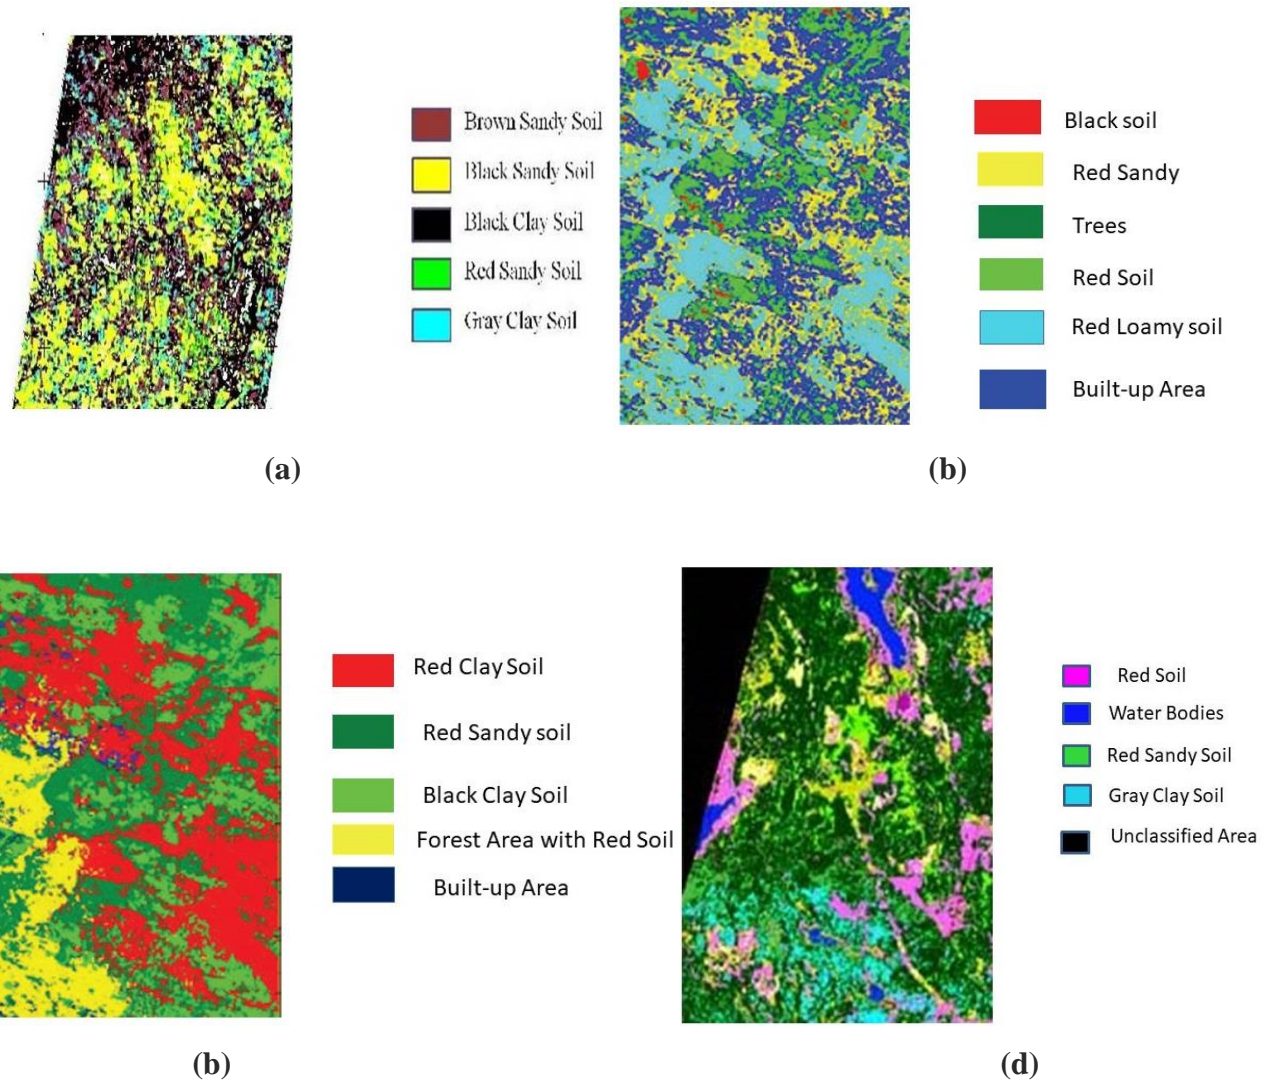 Brown Sandy Soil
Black Sandy Soil
Black Clay Soil
Red Sandy Soil
Gray Clay Soil
(a)
Black soil
Red Sandy
Trees
Red Soil
Red Loamy soil
Built-up Area
(b)
Red Clay Soil
Red Sandy soil
Black Clay Soil
Forest Area with Red Soil
Built-up Area
(b)
Red Soil
Water Bodies
Red Sandy Soil
Gray Clay Soil
Unclassified Area
(d)